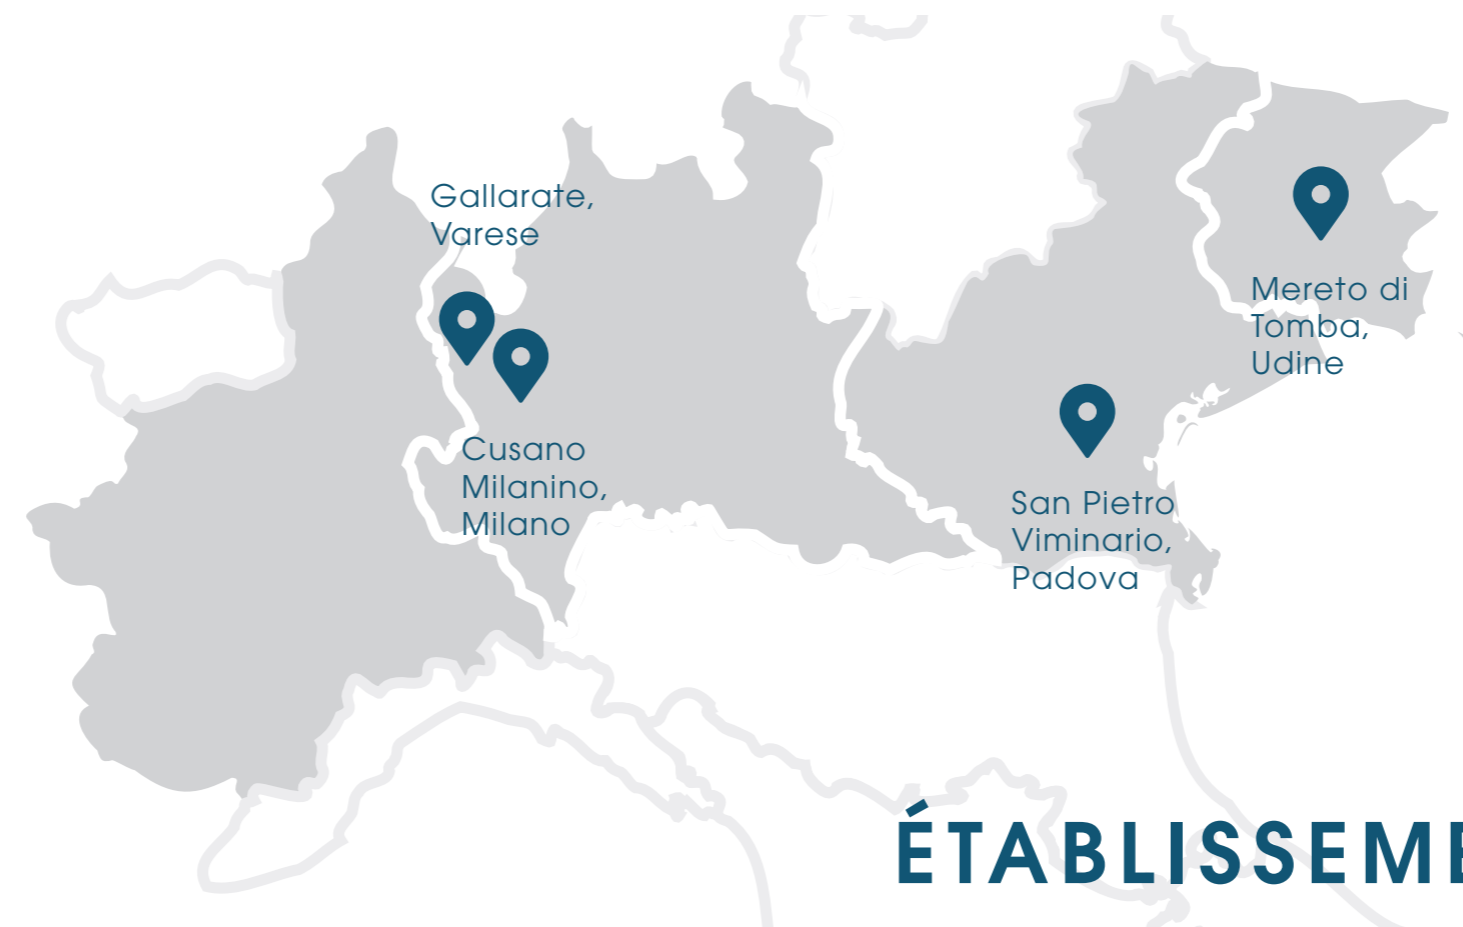 Gallarate,
Varese
Cusano
Milanino,
Milano
San Pietro
Viminario,
Padova
Mereto di
Tomba,
Udine
ÉTABLISSEME